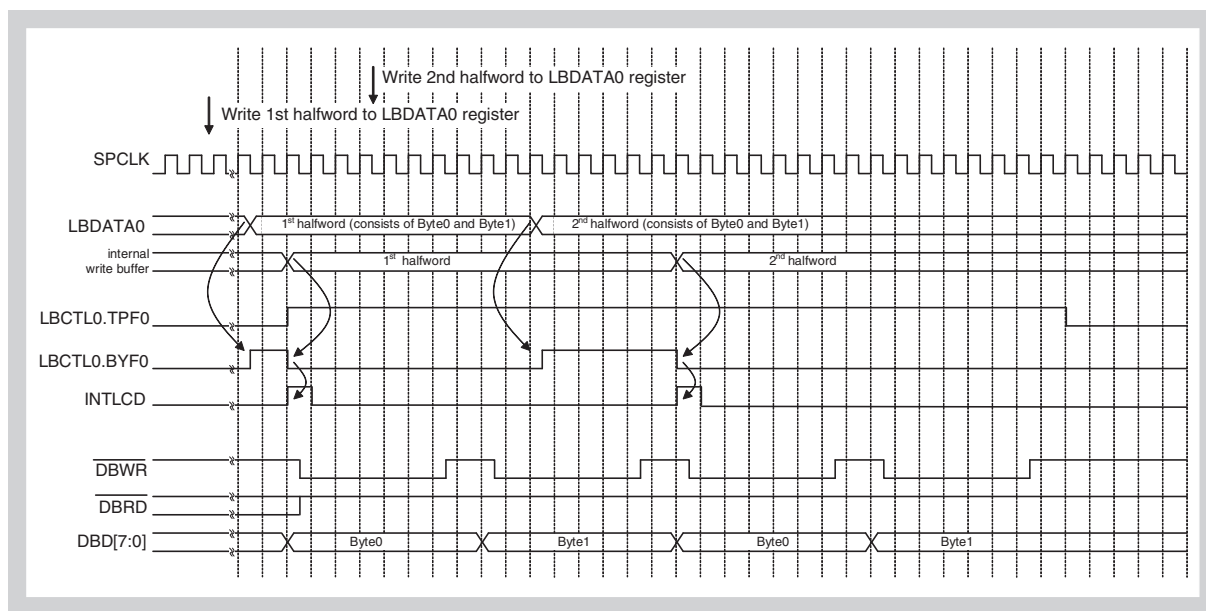 Write 2nd halfword to LBDATA0 register
Write 1st halfword to LBDATA0 register
SPCLK
LBDATA0 1st halfword (consists of Byte0 and Byte1) 2nd halfword (consists of Byte0 and Byte1)
internal
write buffer 1st halfword 2nd halfword
LBCTL0.TPF0
LBCTL0.BYF0
INTLCD
DBWR
DBRD
DBD[7:0] Byte0 Byte1 Byte0 Byte1